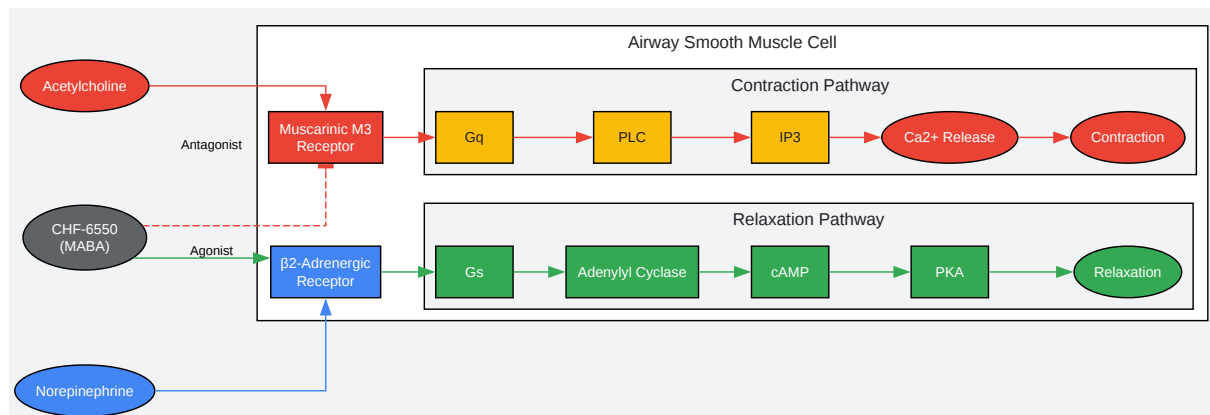 Airway Smooth Muscle Cell
Acetylcholine
Contraction Pathway
Antagonist
Muscarinic M3
Receptor
Gq
PLC
IP3
Ca2+ Release
Contraction
CHF-6550
(MABA)
Relaxation Pathway
Agonist
β2-Adrenergic
Receptor
Gs
Adenylyl Cyclase
cAMP
PKA
Relaxation
Norepinephrine